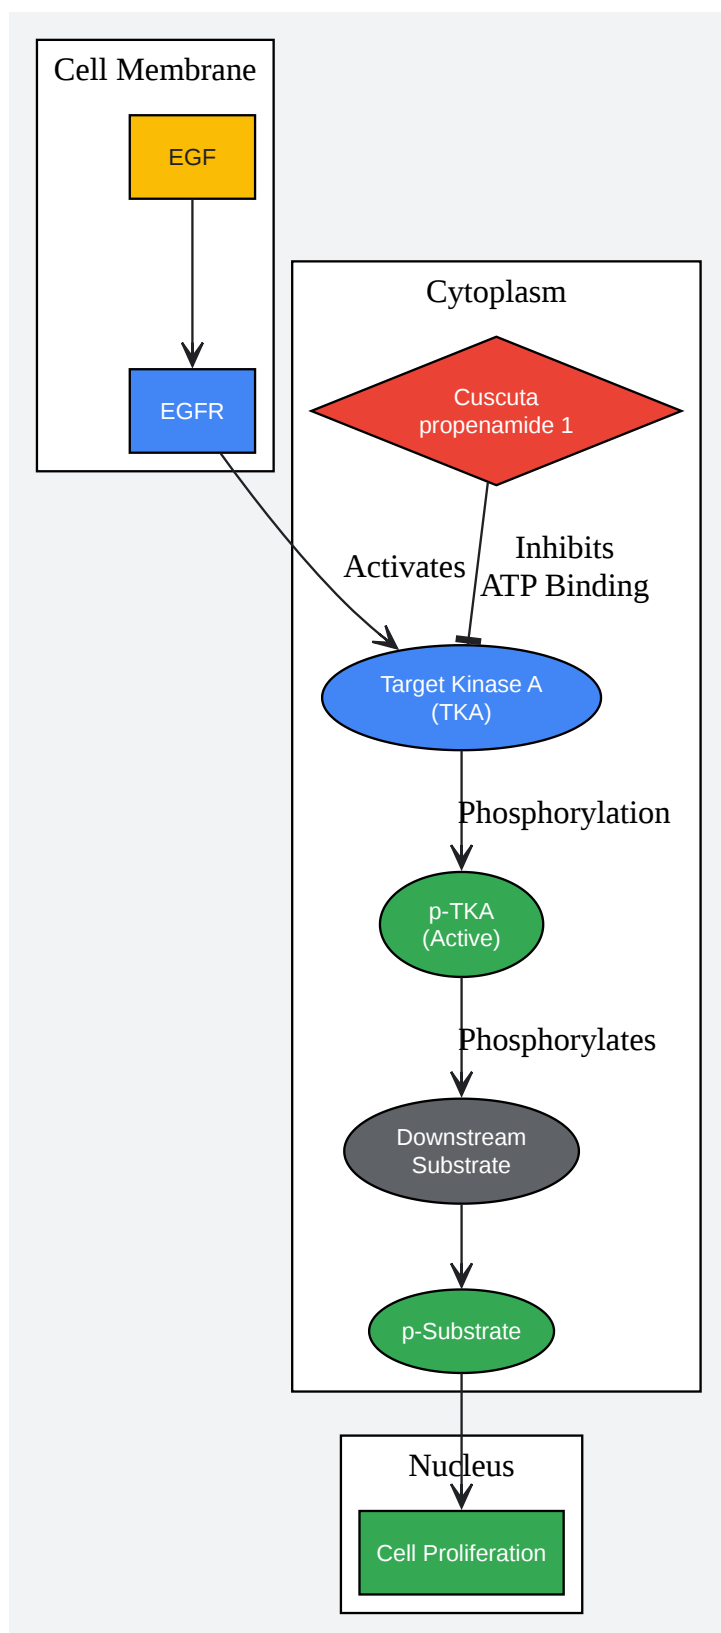 Cell Membrane
EGF
EGFR
Cytoplasm
Cuscuta
propenamide 1
Activates
Inhibits
ATP Binding
Target Kinase A
(TKA)
Phosphorylation
p-TKA
(Active)
Phosphorylates
Downstream
Substrate
p-Substrate
Nucleus
Cell Proliferation